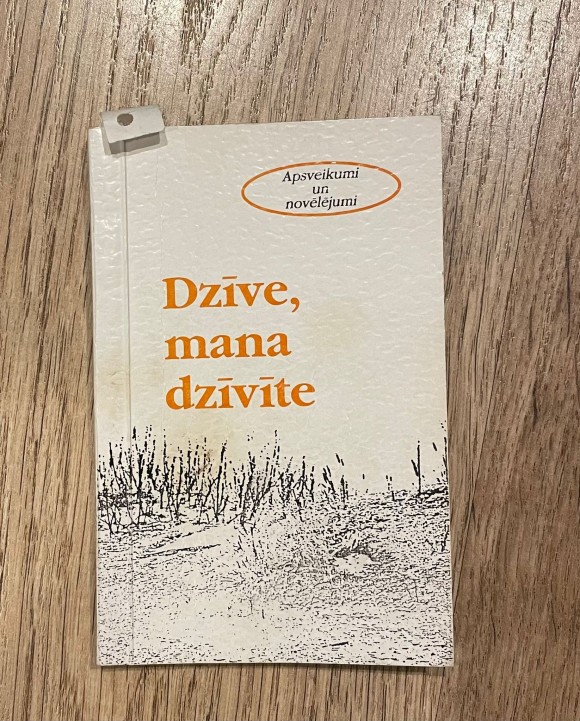 Apsveikumi
un
novēlējumi
Dzīve,
mana
dzīvīte